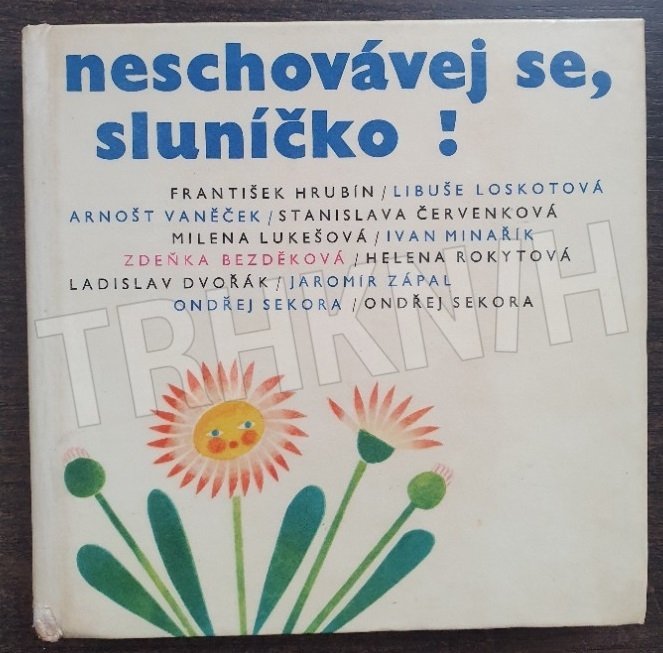 neschovávej se,
sluníčko !
FRANTIŠEK HRUBÍN / LIBUŠE LOSKOTOVÁ
ARNOŠT VANĚČEK / STANISLAVA ČERVENKOVÁ
MILENA LUKEŠOVÁ / IVAN MINAŘÍK
ZDEŇKA BEZDĚKOVÁ / HELENA ROKYTOVÁ
LADISLAV DVOŘÁK / JAROMÍR ZÁPAL
ONDŘEJ SEKORA / ONDŘEJ SEKORA
TRHKNIH